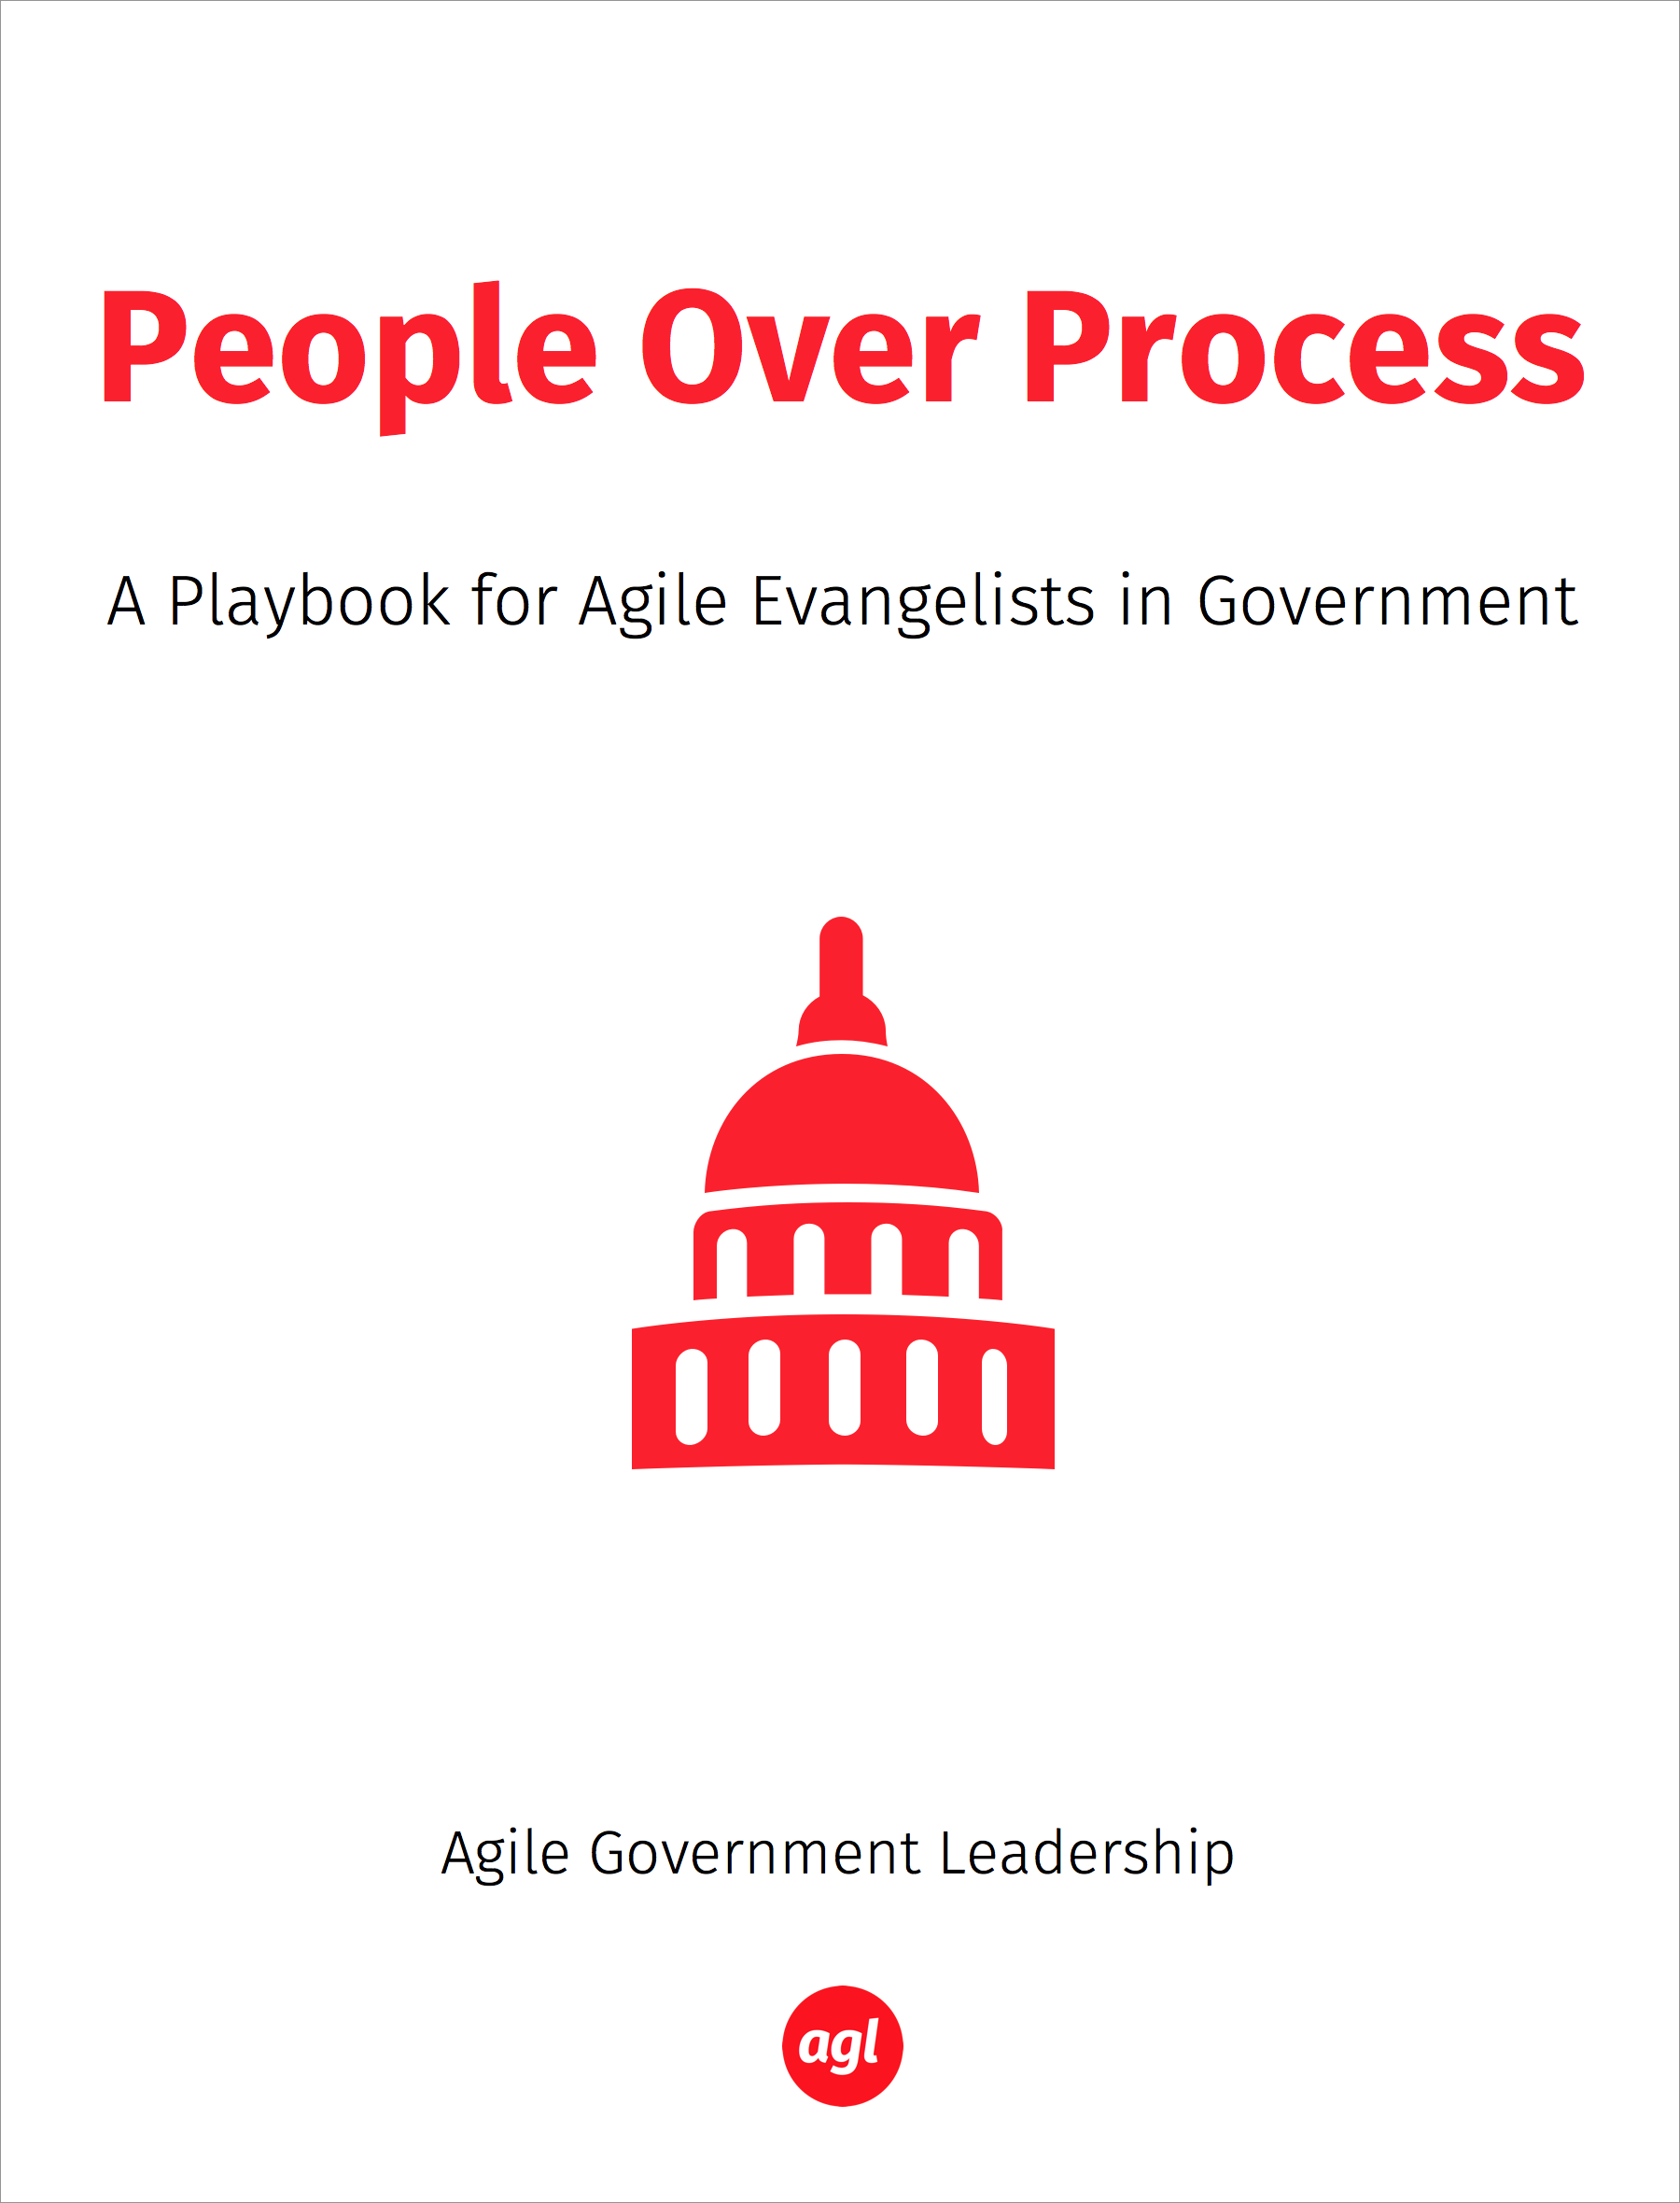 People Over Process
A Playbook for Agile Evangelists in Government
Agile Government Leadership
agl